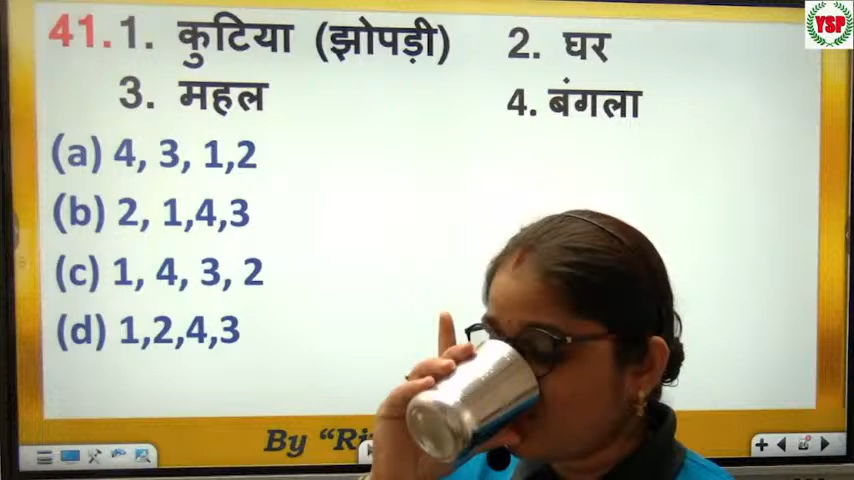 YSP
41.1. कुटिया (झोपड़ी) 2. घर
3. महल 4. बंगला
(a) 4, 3, 1,2
(b) 2, 1,4,3
(c) 1, 4, 3, 2
(d) 1,2,4,3
By